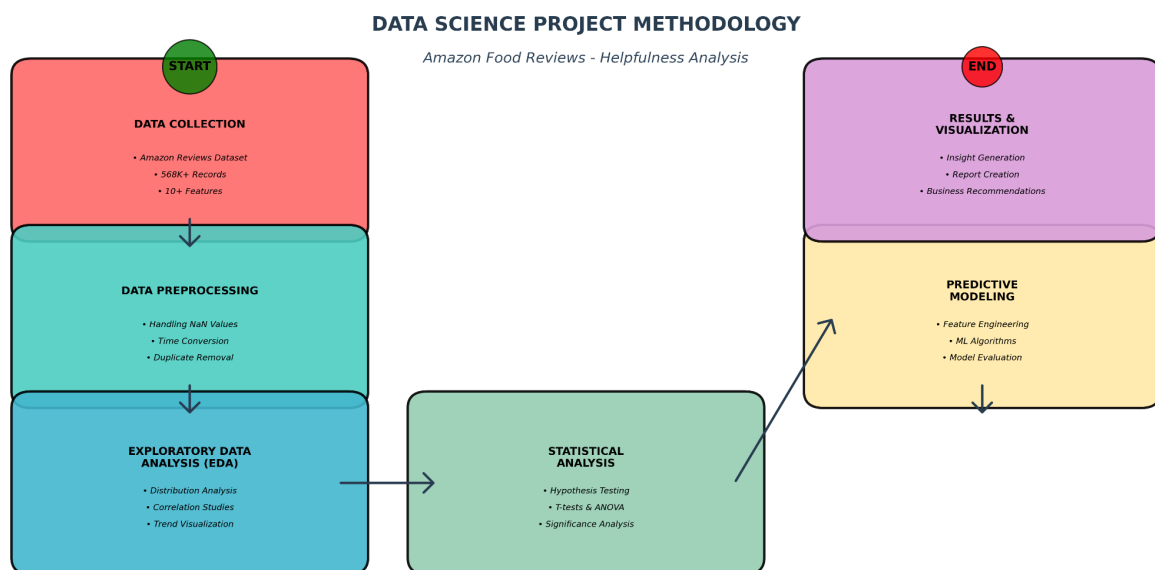 DATA SCIENCE PROJECT METHODOLOGY
Amazon Food Reviews - Helpfulness Analysis
START
DATA COLLECTION
• Amazon Reviews Dataset
• 568K+ Records
• 10+ Features
DATA PREPROCESSING
• Handling NaN Values
• Time Conversion
• Duplicate Removal
EXPLORATORY DATA
ANALYSIS (EDA)
• Distribution Analysis
• Correlation Studies
• Trend Visualization
STATISTICAL
ANALYSIS
• Hypothesis Testing
• T-tests & ANOVA
• Significance Analysis
PREDICTIVE
MODELING
• Feature Engineering
• ML Algorithms
• Model Evaluation
END
RESULTS &
VISUALIZATION
• Insight Generation
• Report Creation
• Business Recommendations